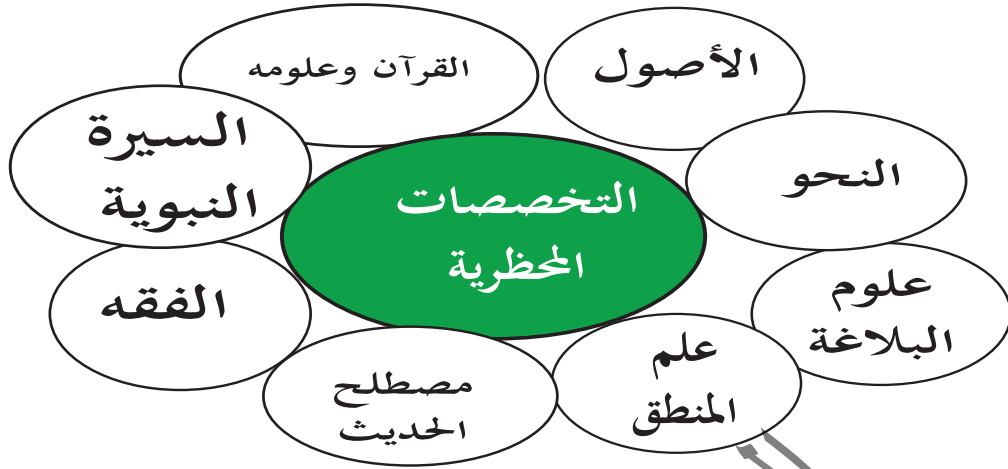 القرآن وعلومه
الأصول
السيرة
النبوية
النحو
التخصصات
المحظرية
الفقه
علوم
البلاغة
علم
المنطق
مصطلح
الحديث